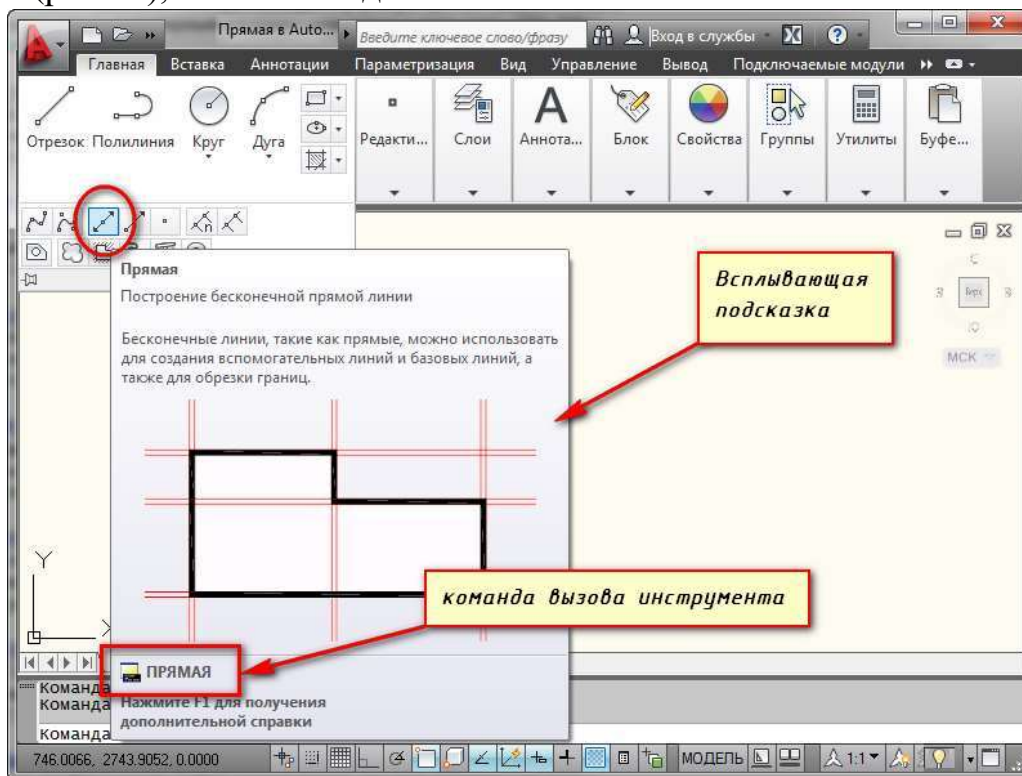 Прямая в Auto...
Введите ключевое слово/фразу
Вход в службы
Главная Вставка Аннотации Параметризация Вид Управление Вывод Подключаемые модули
Отрезок Полилиния Круг Дуга
Редакти... Слои Аннота... Блок Свойства Группы Утилиты Буфе...
Прямая
Построение бесконечной прямой линии
Бесконечные линии, такие как прямые, можно использовать
для создания вспомогательных линий и базовых линий, а
также для обрезки границ.
Всплывающая
подсказка
Верх
МСК
команда вызова инструмента
Y
X
ПРЯМАЯ
Нажмите F1 для получения
дополнительной справки
Команда
Команда
Команда
746.0066, 2743.9052, 0.0000
МОДЕЛЬ
1:1